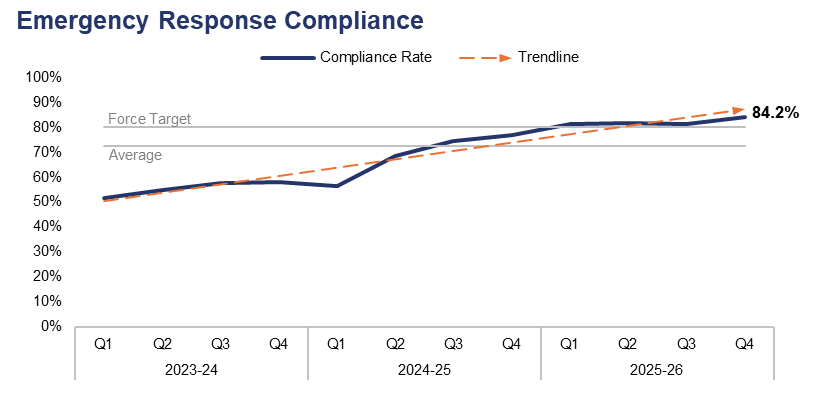 Emergency Response Compliance
Compliance Rate Trendline
100%
90%
80%
70%
60%
50%
40%
30%
20%
10%
0%
Force Target
Average
84.2%
Q1 Q2 Q3 Q4 Q1 Q2 Q3 Q4 Q1 Q2 Q3 Q4
2023-24 2024-25 2025-26